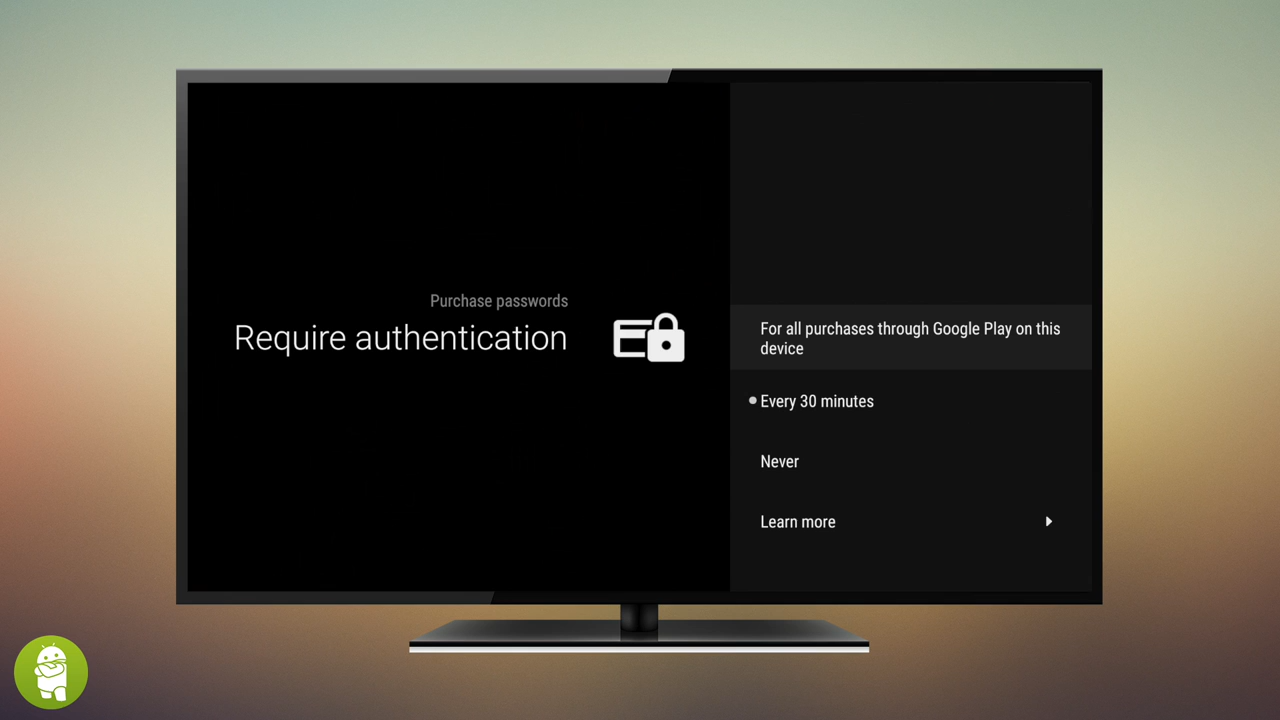 Purchase passwords
Require authentication
For all purchases through Google Play on this
device
Every 30 minutes
Never
Learn more